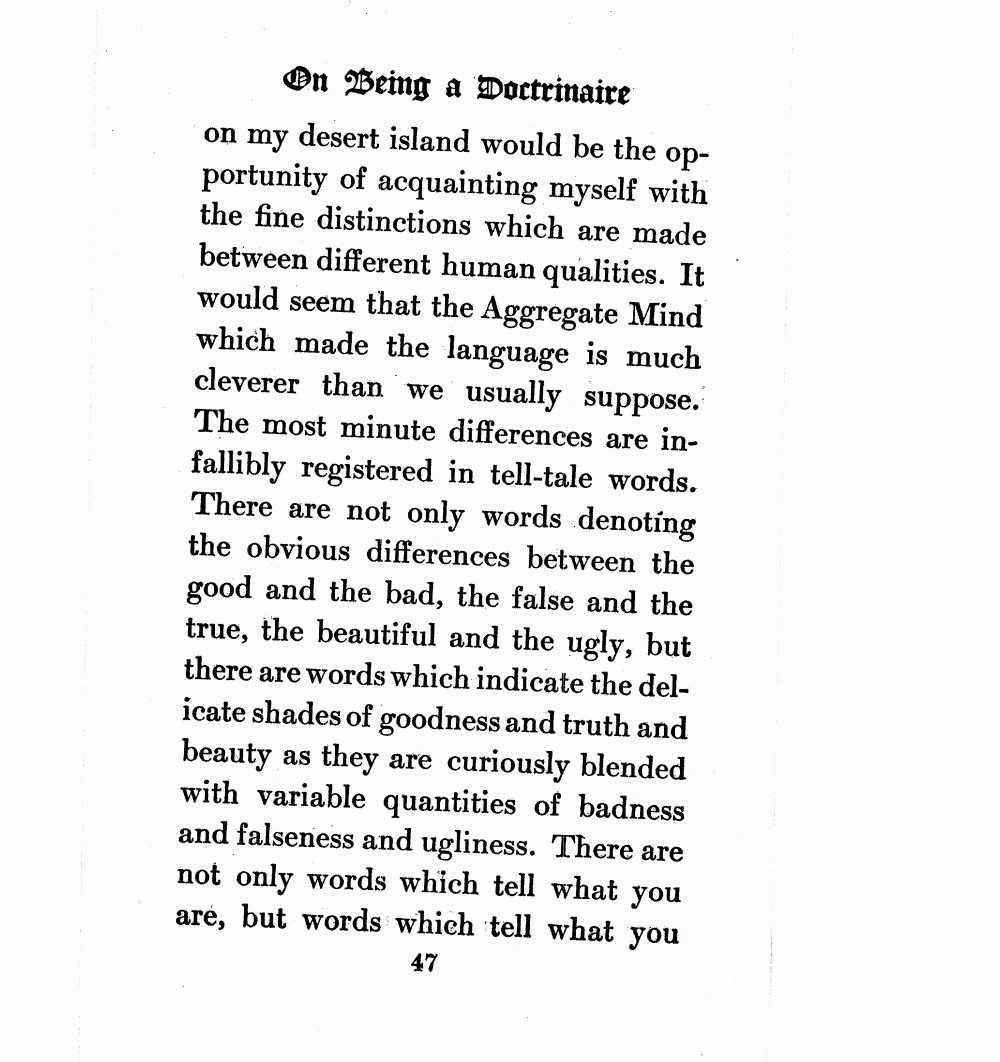 On Being a Doctrinaire
on my desert island would be the op-
portunity of acquainting myself with
the fine distinctions which are made
between different human qualities. It
would seem that the Aggregate Mind
which made the language is much
cleverer than we usually suppose.
The most minute differences are in-
fallibly registered in tell-tale words.
There are not only words denoting
the obvious differences between the
good and the bad, the false and the
true, the beautiful and the ugly, but
there are words which indicate the del-
icate shades of goodness and truth and
beauty as they are curiously blended
with variable quantities of badness
and falseness and ugliness. There are
not only words which tell what you
are, but words which tell what you
47